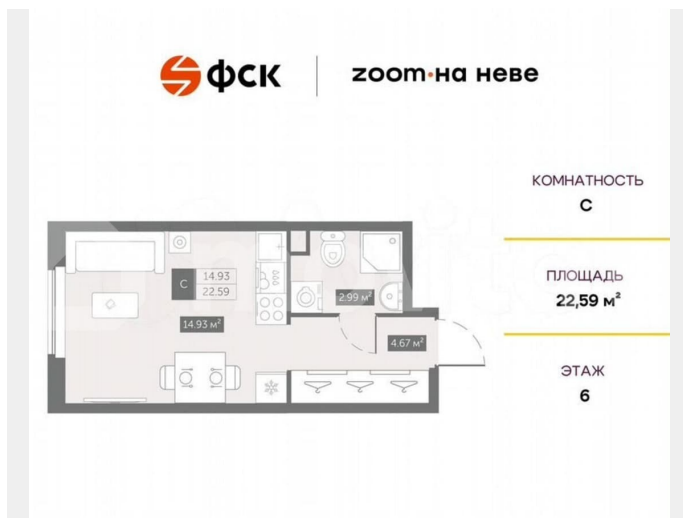 ФСК
zoom•на неве
КОМНАТНОСТЬ
С
ПЛОЩАДЬ
22,59 м²
ЭТАЖ
6
С
14.93
22.59
14.93 м²
2.99 м²
4.67 м²